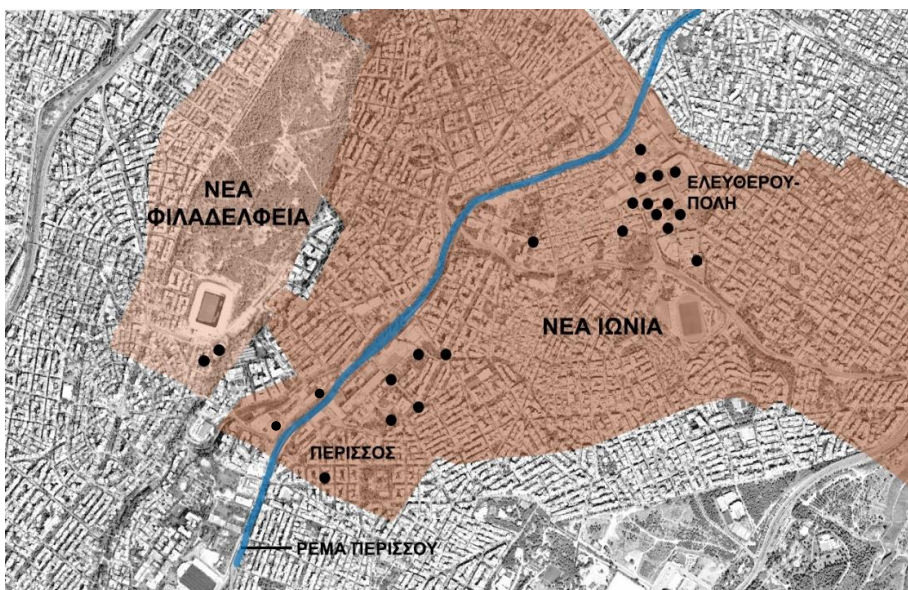 ΝΕΑ
ΦΙΛΑΔΕΛΦΕΙΑ
ΕΛΕΥΘΕΡΟΥ-
ΠΟΛΗ
ΝΕΑ ΙΩΝΙΑ
ΠΕΡΙΣΣΟΣ
ΡΕΜΑ ΠΕΡΙΣΣΟΥ